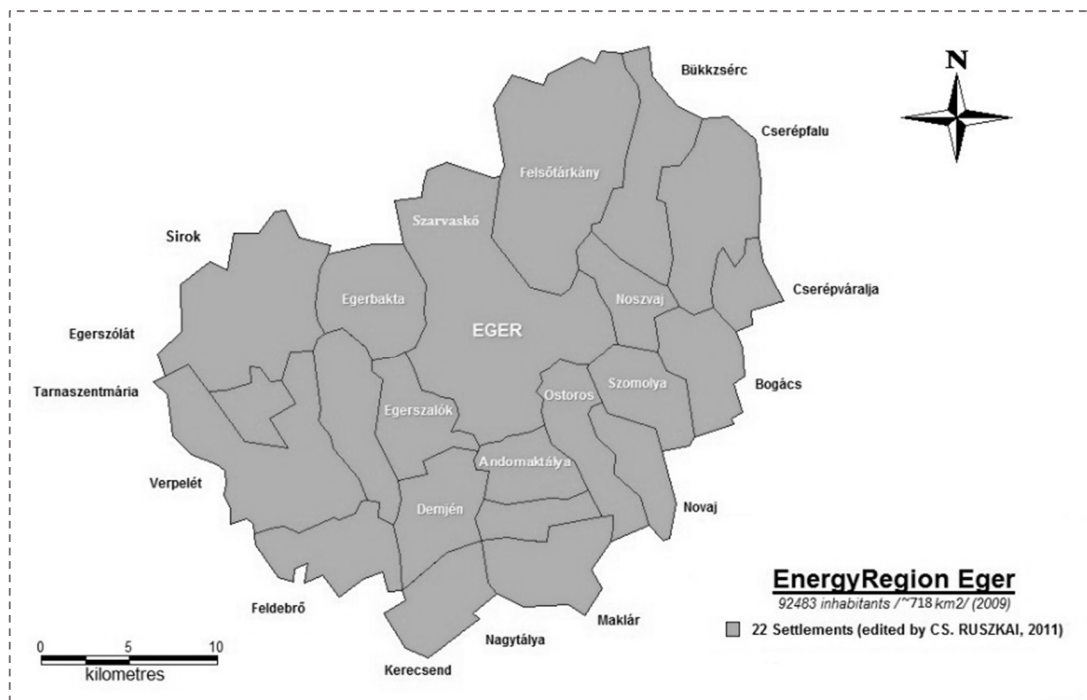 N
Bükkzsérc
Cserépfalu
Felsőtárkány
Szarvaskő
Sirok
Cserépváralja
Egerbakta
Noszvaj
EGER
Egerszólát
Tarnaszentmária
Bogács
Szomolya
Ostoros
Egerszalók
Andornaktálya
Verpelét
Demjén
Novaj
EnergyRegion Eger
92483 inhabitants /~718 km2/ (2009)
Feldebrő
Maklár
22 Settlements (edited by CS. RUSZKAI, 2011)
Nagytálya
0 5 10
kilometres
Kerecsend